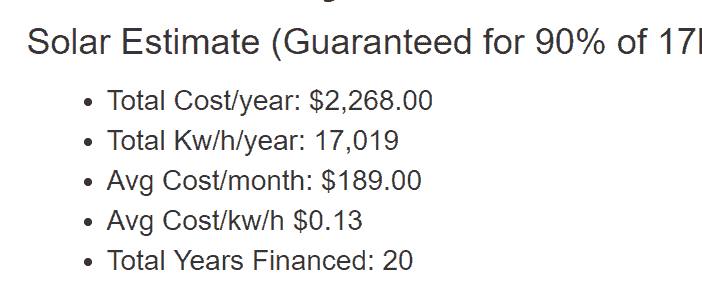 Solar Estimate (Guaranteed for 90% of 17
• Total Cost/year: $2,268.00
• Total Kw/h/year: 17,019
• Avg Cost/month: $189.00
• Avg Cost/kw/h $0.13
• Total Years Financed: 20